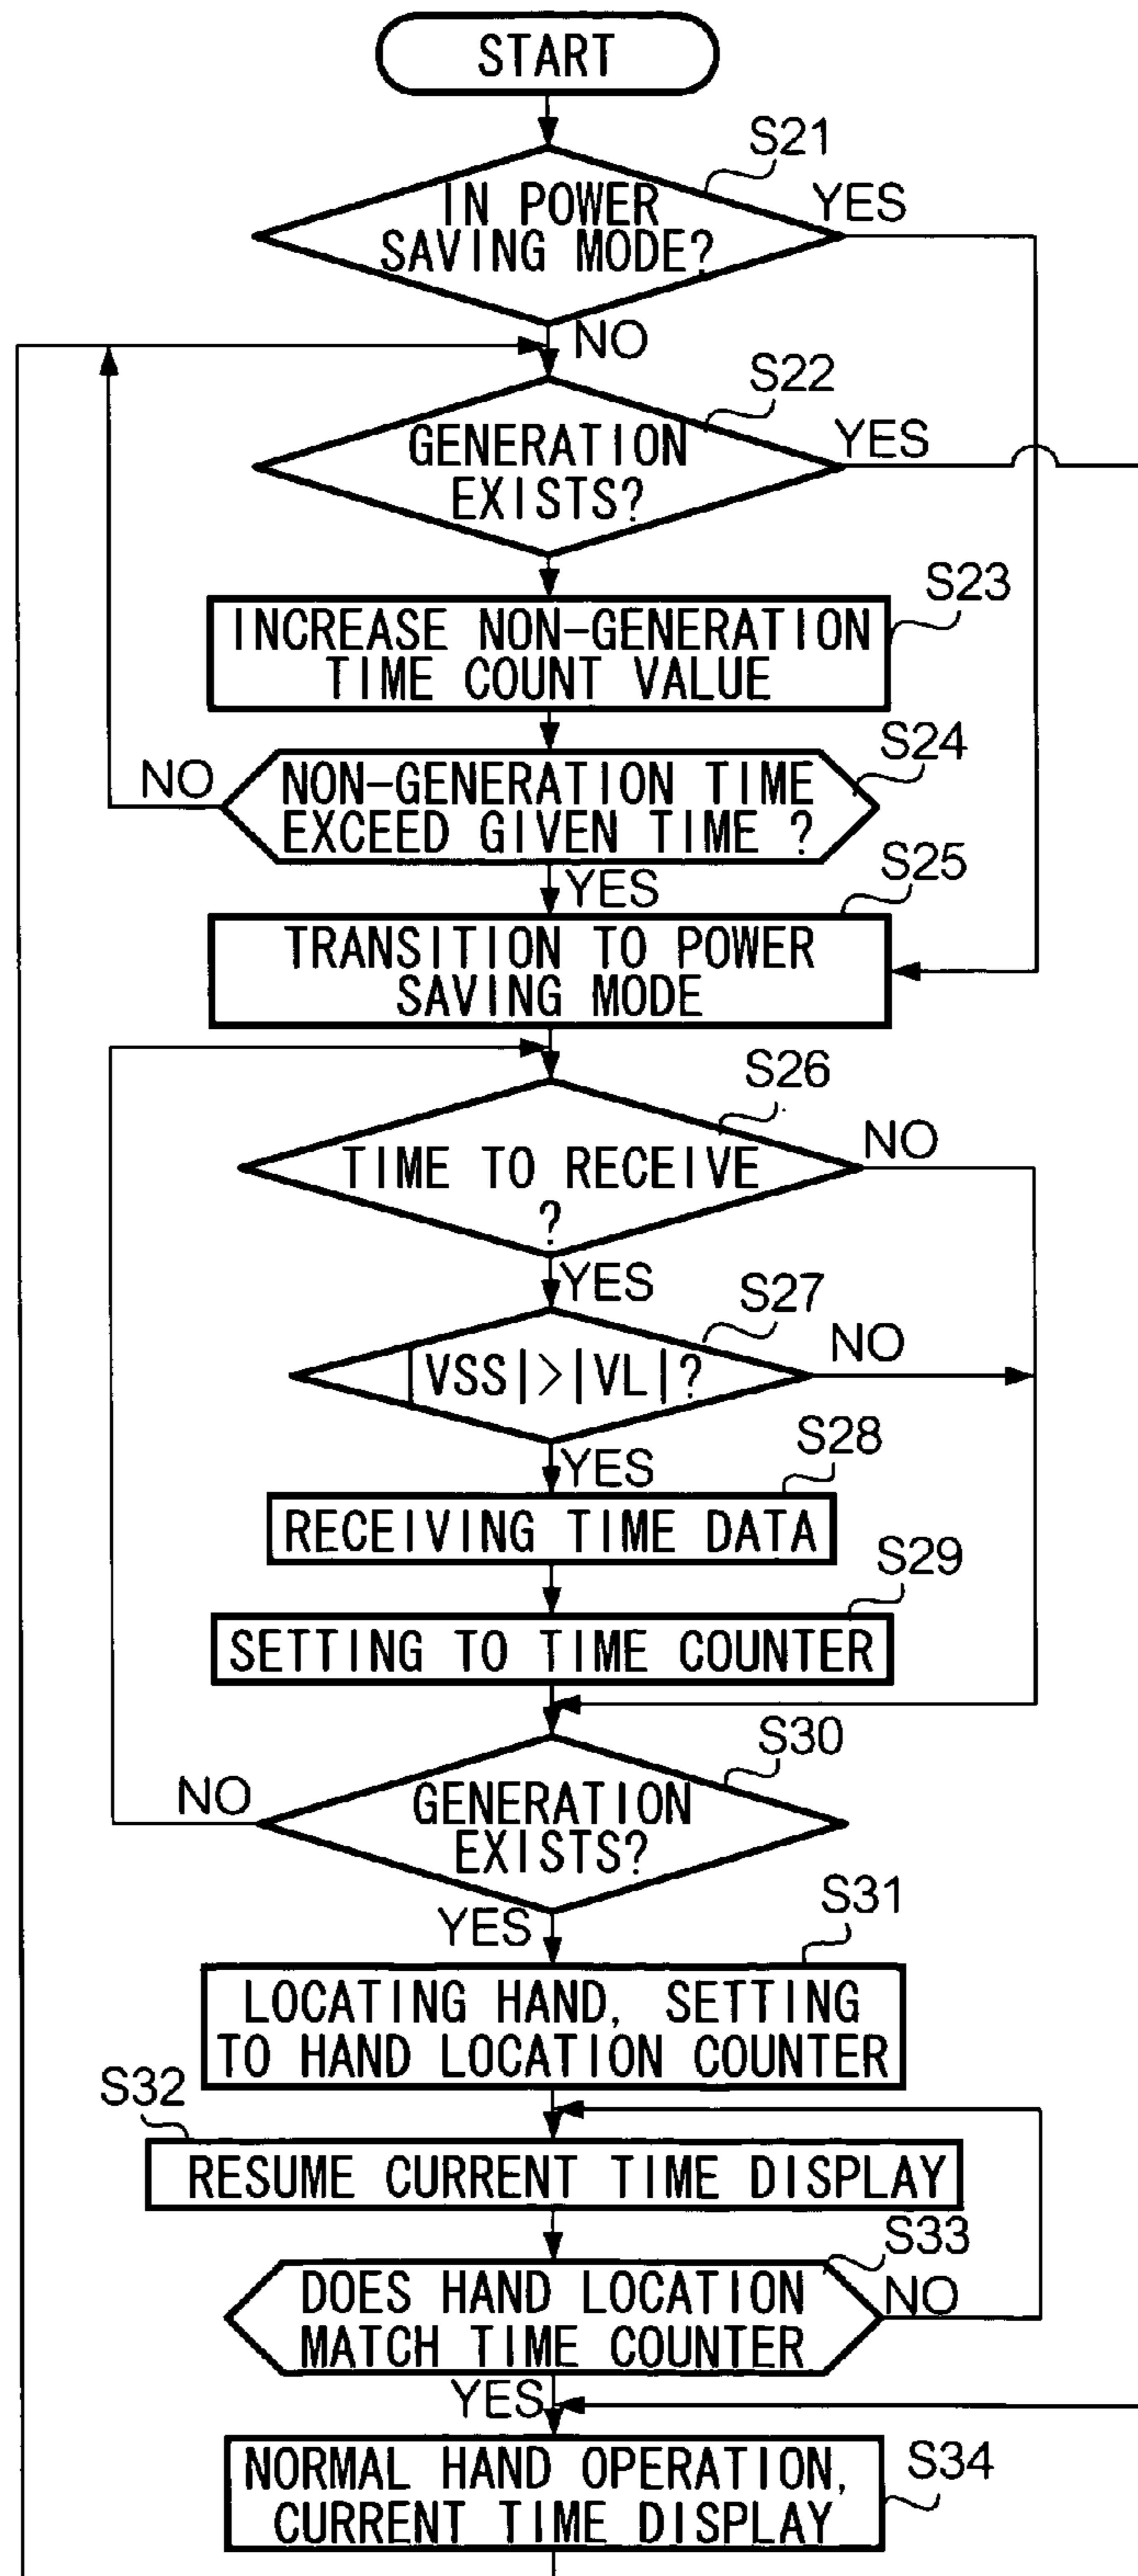 START
S21
IN POWER
SAVING MODE?
YES
NO
S22
GENERATION
EXISTS?
YES
S23
INCREASE NON-GENERATION
TIME COUNT VALUE
S24
NO
NON-GENERATION TIME
EXCEED GIVEN TIME ?
YES
S25
TRANSITION TO POWER
SAVING MODE
S26
NO
TIME TO RECEIVE
?
YES
S27
NO
|VSS|>|VL|?
YES
S28
RECEIVING TIME DATA
S29
SETTING TO TIME COUNTER
S30
NO
GENERATION
EXISTS?
YES
S31
LOCATING HAND, SETTING
TO HAND LOCATION COUNTER
S32
RESUME CURRENT TIME DISPLAY
S33
NO
DOES HAND LOCATION
MATCH TIME COUNTER
YES
S34
NORMAL HAND OPERATION,
CURRENT TIME DISPLAY